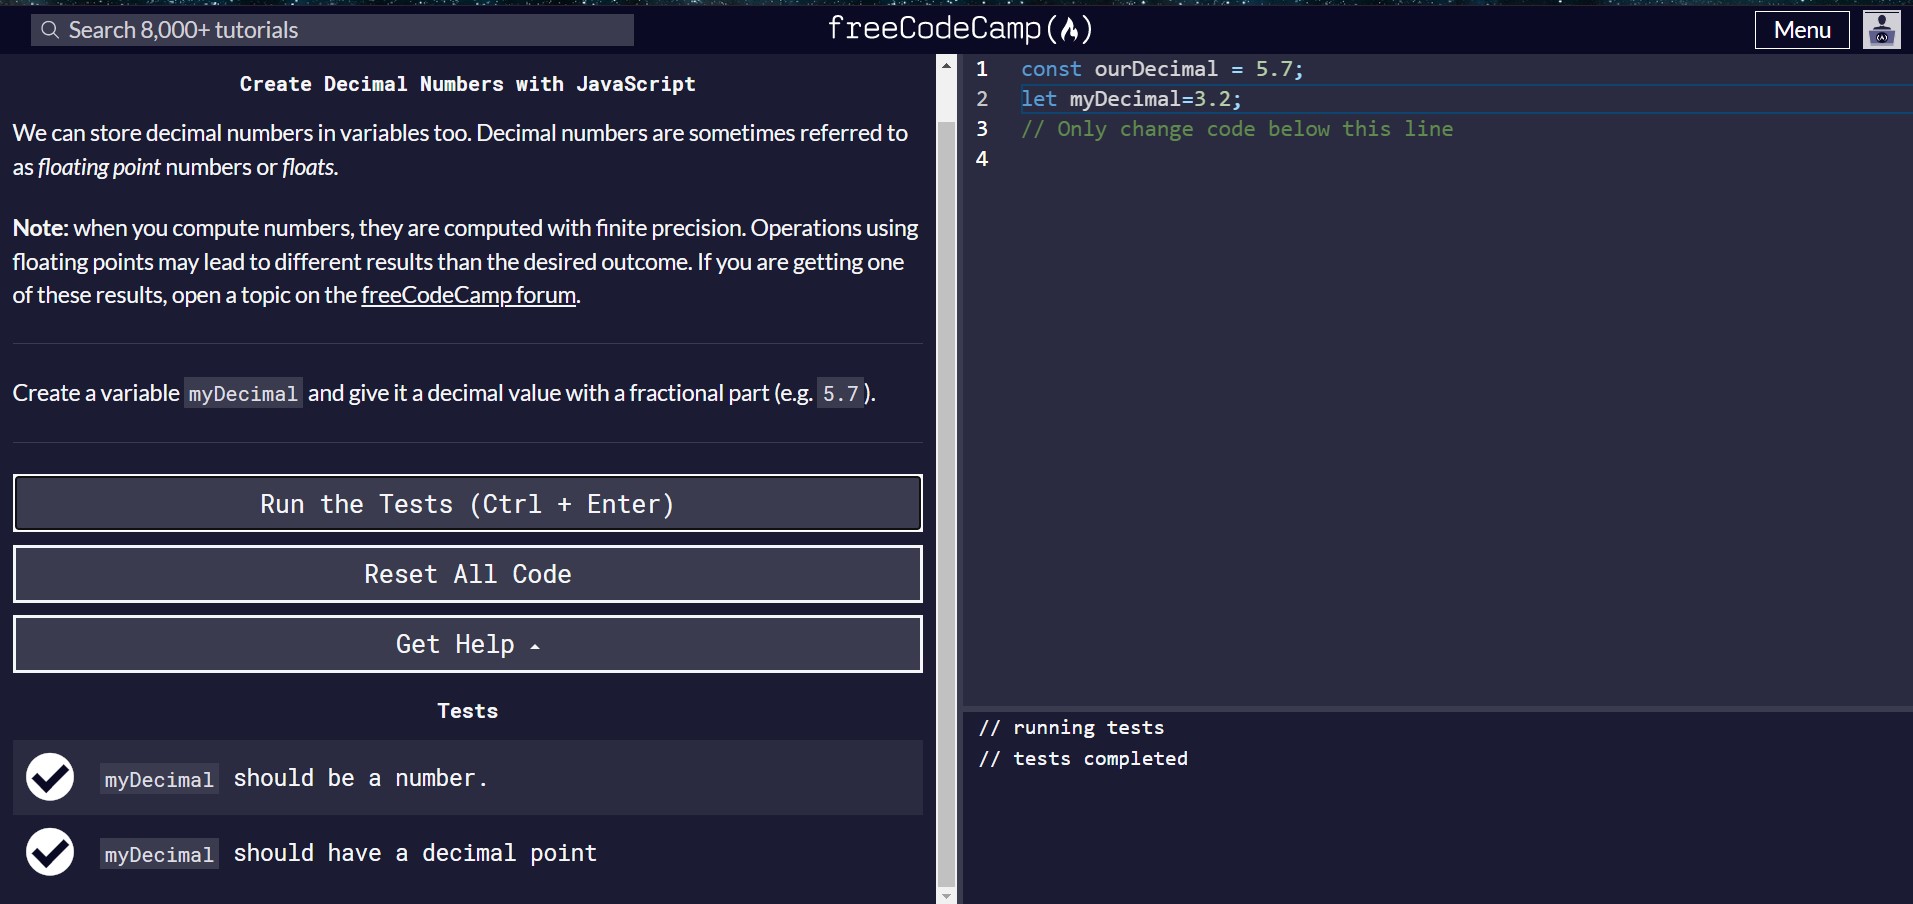 Search 8,000+ tutorials
freeCodeCamp(🔥)
Menu
Create Decimal Numbers with JavaScript
We can store decimal numbers in variables too. Decimal numbers are sometimes referred to
as floating point numbers or floats.
Note: when you compute numbers, they are computed with finite precision. Operations using
floating points may lead to different results than the desired outcome. If you are getting one
of these results, open a topic on the freeCodeCamp forum.
Create a variable myDecimal and give it a decimal value with a fractional part (e.g. 5.7).
Run the Tests (Ctrl + Enter)
Reset All Code
Get Help
Tests
myDecimal should be a number.
myDecimal should have a decimal point
1 const ourDecimal = 5.7;
2 let myDecimal=3.2;
3 // Only change code below this line
4
// running tests
// tests completed